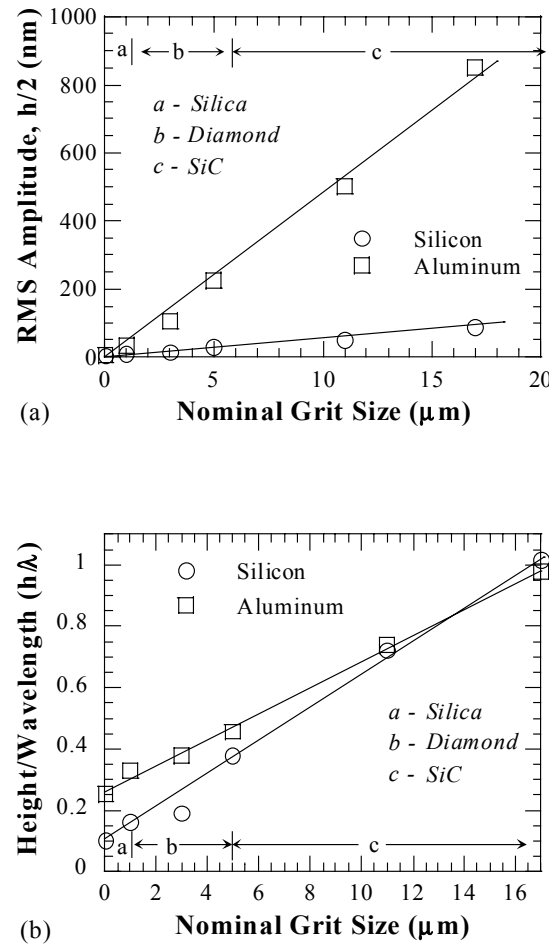 1000
800
600
400
200
0
RMS Amplitude, h/2 (nm)
a b c
a - Silica
b - Diamond
c - SiC
Silicon
Aluminum
0 5 10 15 20
(a)
Nominal Grit Size (μm)
1
0.8
0.6
0.4
0.2
0
Height/Wavelength (h/λ)
Silicon
Aluminum
a - Silica
b - Diamond
c - SiC
a b c
0 2 4 6 8 10 12 14 16
(b)
Nominal Grit Size (μm)